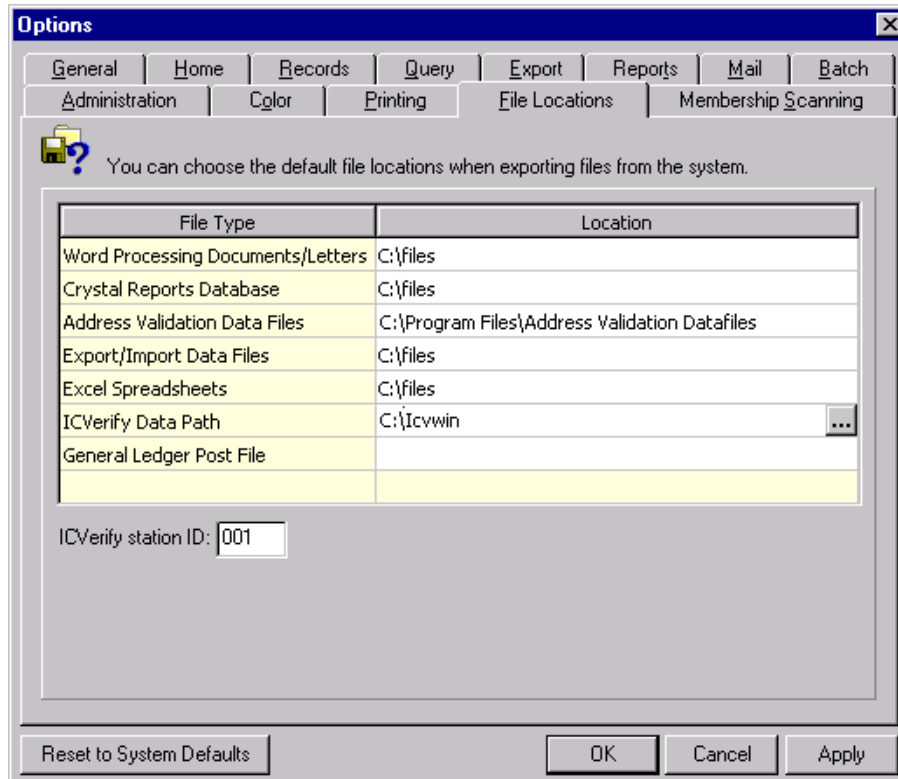 Options
General Home Records Query Export Reports Mail Batch
Administration Color Printing File Locations Membership Scanning
You can choose the default file locations when exporting files from the system.
File Type Location
Word Processing Documents/Letters C:\files
Crystal Reports Database C:\files
Address Validation Data Files C:\Program Files\Address Validation Datafiles
Export/Import Data Files C:\files
Excel Spreadsheets C:\files
ICVerify Data Path C:\Icvwin ...
General Ledger Post File
ICVerify station ID: 001
Reset to System Defaults OK Cancel Apply